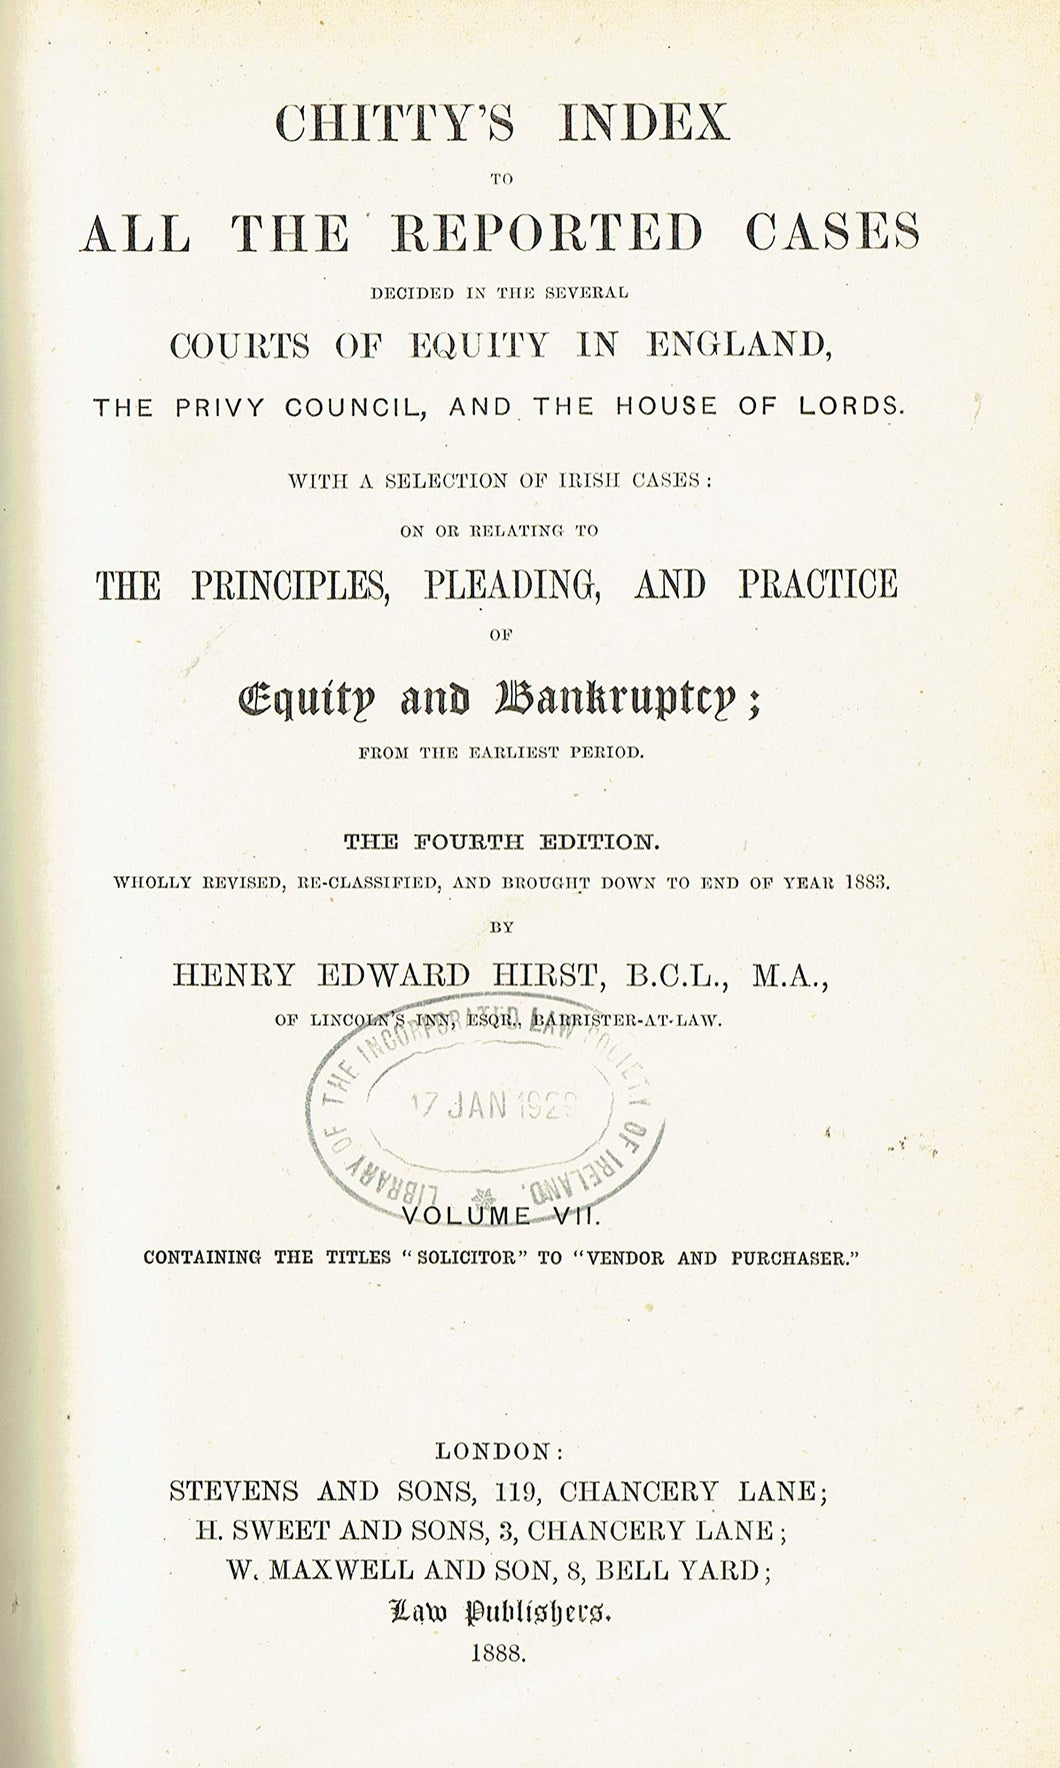 CHITTY'S INDEX
TO
ALL THE REPORTED CASES
DECIDED IN THE SEVERAL
COURTS OF EQUITY IN ENGLAND,
THE PRIVY COUNCIL, AND THE HOUSE OF LORDS.
WITH A SELECTION OF IRISH CASES:
ON OR RELATING TO
THE PRINCIPLES, PLEADING, AND PRACTICE
OF
Equity and Bankruptcy;
FROM THE EARLIEST PERIOD.
THE FOURTH EDITION.
WHOLLY REVISED, RE-CLASSIFIED, AND BROUGHT DOWN TO END OF YEAR 1883.
BY
HENRY EDWARD HIRST, B.C.L., M.A.,
OF LINCOLN'S INN, ESQR., BARRISTER-AT-LAW.
LIBRARY OF THE INCORPORATED LAW SOCIETY OF IRELAND.
17 JAN
VOLUME VII.
CONTAINING THE TITLES "SOLICITOR" TO "VENDOR AND PURCHASER."
LONDON:
STEVENS AND SONS, 119, CHANCERY LANE;
H. SWEET AND SONS, 3, CHANCERY LANE;
W. MAXWELL AND SON, 8, BELL YARD;
Law Publishers.
1888.